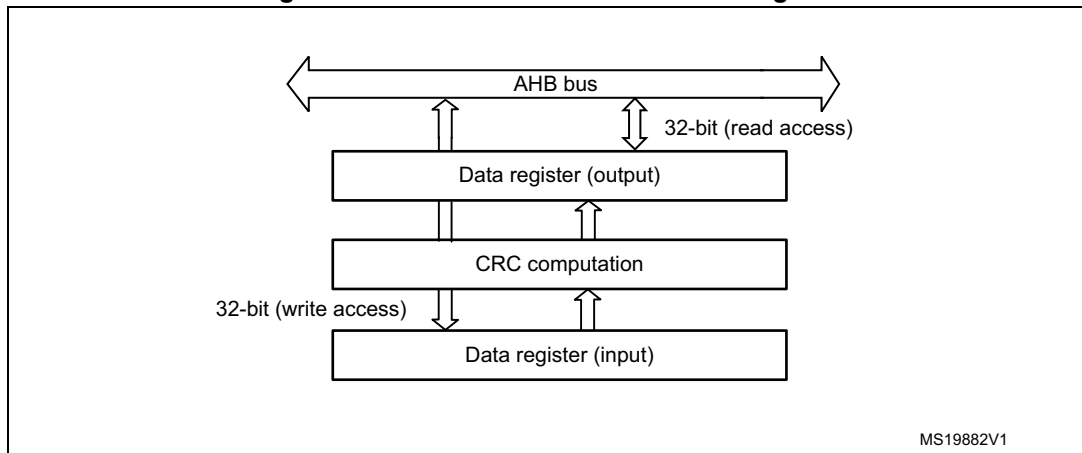 AHB bus
32-bit (read access)
Data register (output)
CRC computation
32-bit (write access)
Data register (input)
MS19882V1